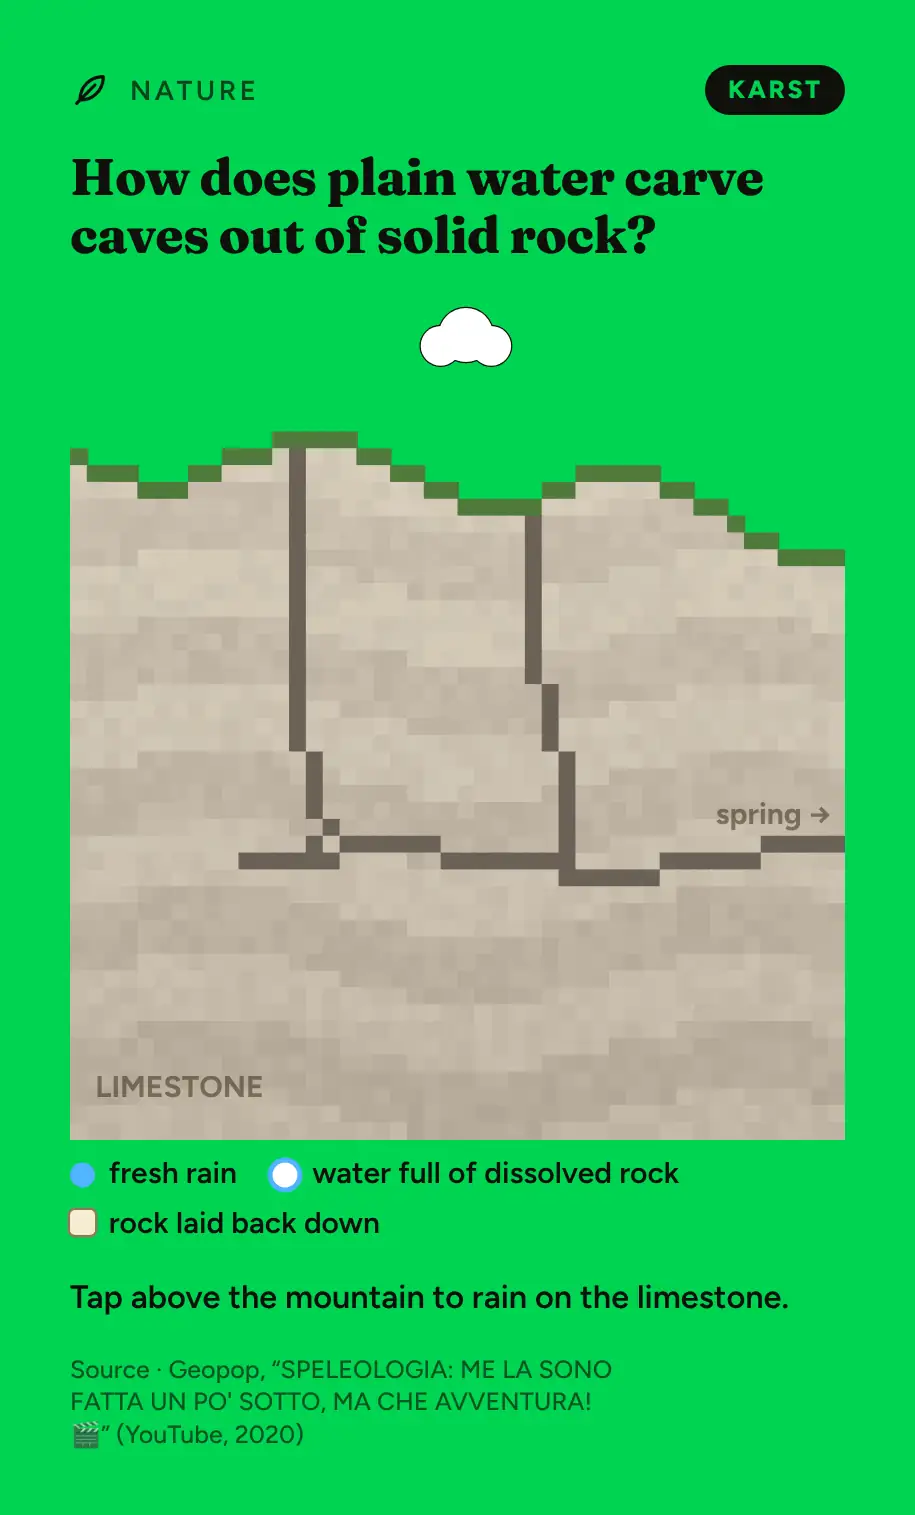 NATURE
KARST
How does plain water carve
caves out of solid rock?
spring →
LIMESTONE
fresh rain
water full of dissolved rock
rock laid back down
Tap above the mountain to rain on the limestone.
Source · Geopop, “SPELEOLOGIA: ME LA SONO
FATTA UN PO' SOTTO, MA CHE AVVENTURA!
🎬” (YouTube, 2020)